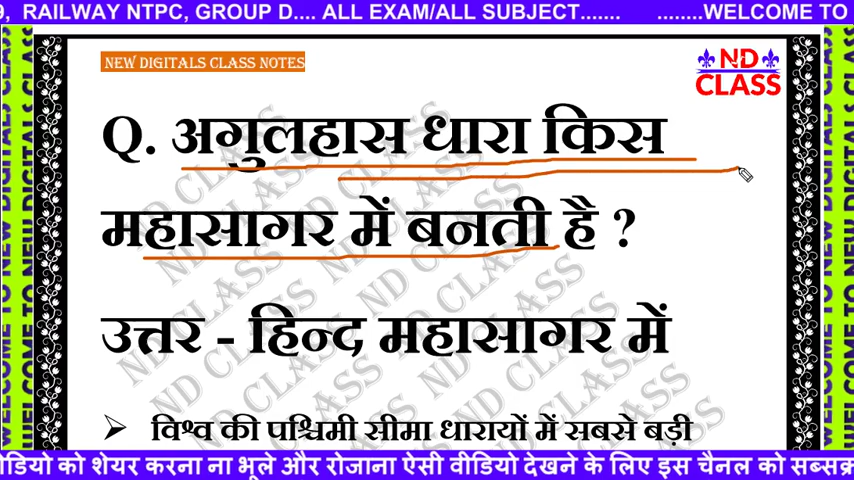 9, RAILWAY NTPC, GROUP D.... ALL EXAM/ALL SUBJECT....... ........WELCOME TO
NEW DIGITALS CLASS NOTES
ND
CLASS
Q. अगुलहास धारा किस
महासागर में बनती है ?
उत्तर - हिन्द महासागर में
➢ विश्व की पश्चिमी सीमा धारायों में सबसे बड़ी
डियो को शेयर करना ना भूले और रोजाना ऐसी वीडियो देखने के लिए इस चैनल को सब्सक्र